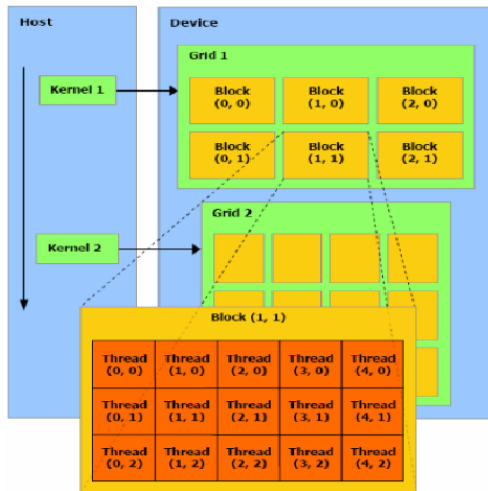 Host
Device
Grid 1
Kernel 1
Block Block Block
(0, 0) (1, 0) (2, 0)
Block Block Block
(0, 1) (1, 1) (2, 1)
Grid 2
Kernel 2
Block (1, 1)
Thread Thread Thread Thread Thread
(0, 0) (1, 0) (2, 0) (3, 0) (4, 0)
Thread Thread Thread Thread Thread
(0, 1) (1, 1) (2, 1) (3, 1) (4, 1)
Thread Thread Thread Thread Thread
(0, 2) (1, 2) (2, 2) (3, 2) (4, 2)